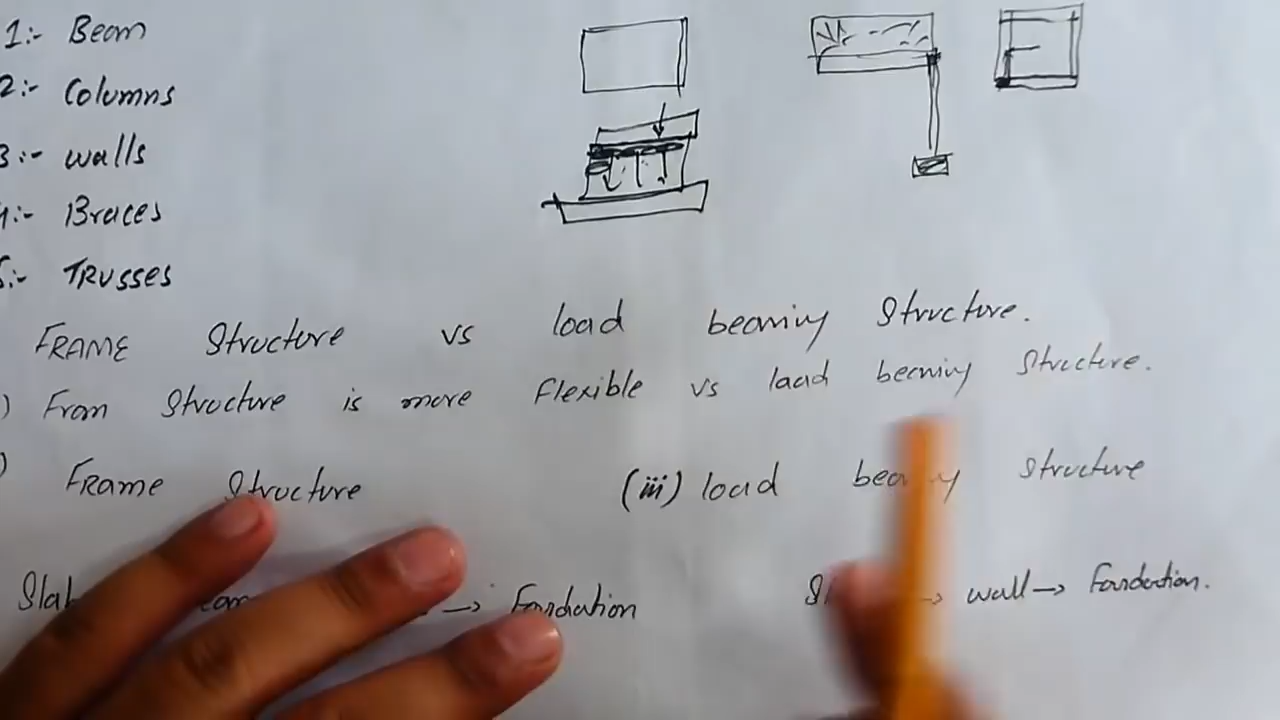 1:- Beam
2:- Columns
3:- walls
4:- Braces
5:- TRUSSES
FRAME Structure vs load bearing Structure.
) Fram Structure is more Flexible vs load bearing Structure.
) Frame Structure (iii) load structure
→ Foundation → wall → Foundation.